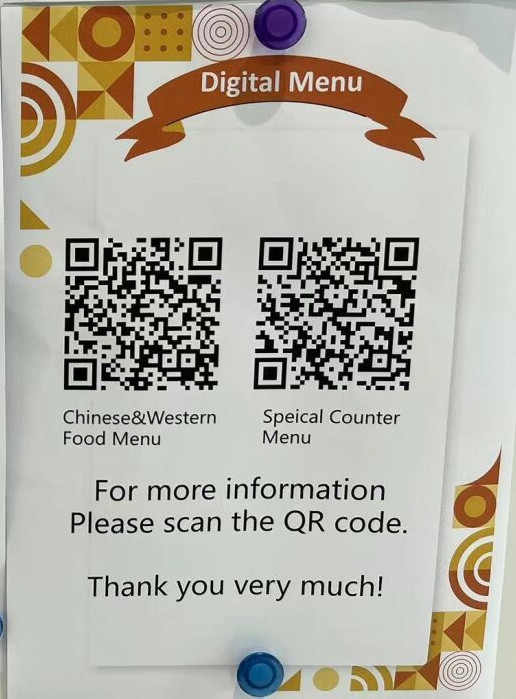 Digital Menu
Chinese&Western
Food Menu
Speical Counter
Menu
For more information
Please scan the QR code.
Thank you very much!